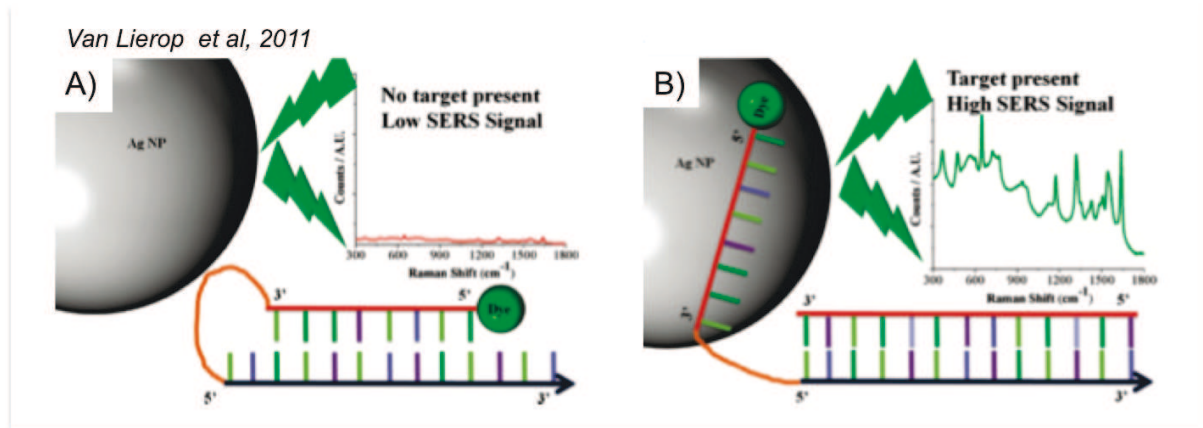 Van Lierop et al, 2011
A)
Ag NP
No target present
Low SERS Signal
Counts / A.U.
300 600 900 1200 1500 1800
Raman Shift (cm-1)
3' 5'
Dye
5' 3'
B)
Dye
5'
Ag NP
3'
Target present
High SERS Signal
Counts / A.U.
300 600 900 1200 1500 1800
Raman Shift (cm-1)
3' 5'
5' 3'